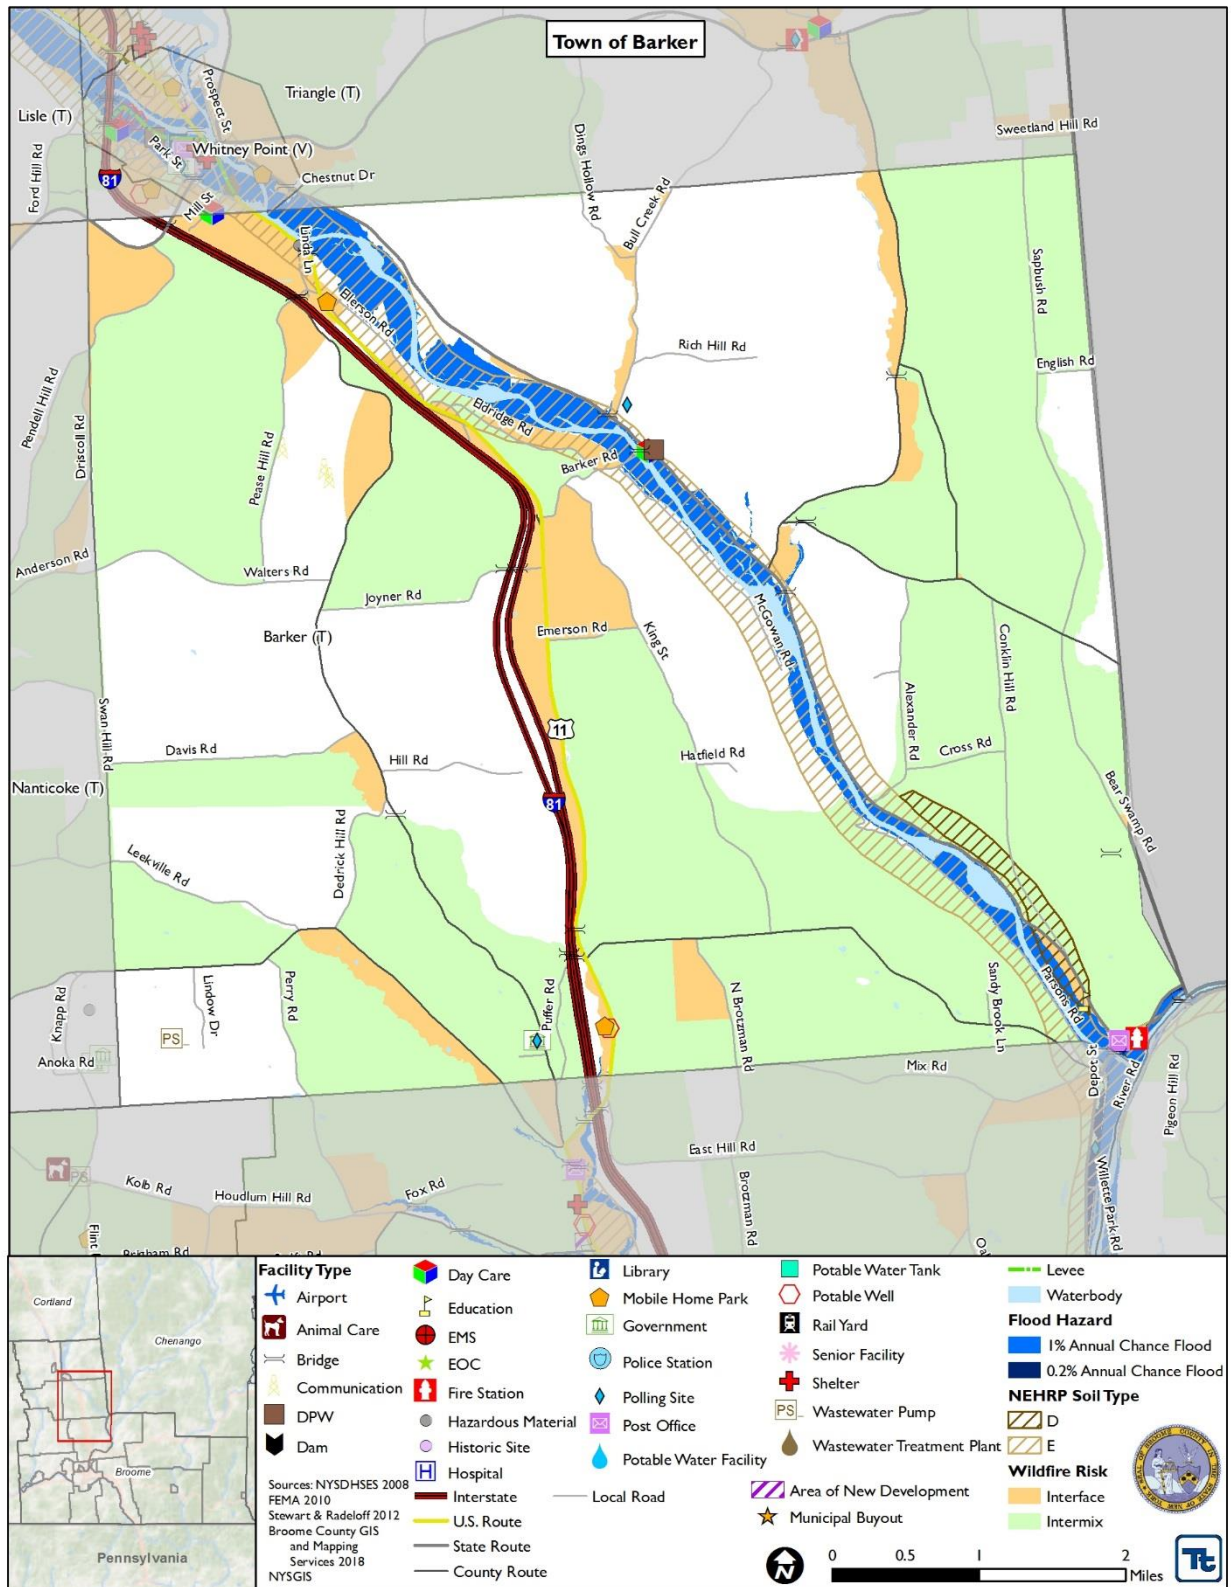 Town of Barker
Lisle (T)
Triangle (T)
Prospect St
Park St
Whitney Point (V)
Ford Hill Rd
81
Mill St
Chestnut Dr
Dings Hollow Rd
Bull Creek Rd
Sweetland Hill Rd
Linda Ln
Ellerson Rd
Sapbush Rd
Rich Hill Rd
English Rd
Pendell Hill Rd
Driscoll Rd
Pease Hill Rd
Eldridge Rd
Barker Rd
Anderson Rd
Walters Rd
Joyner Rd
Barker (T)
Emerson Rd
King St
McGowan Rd
Conklin Hill Rd
Alexander Rd
Swan Hill Rd
Davis Rd
Hill Rd
11
Hatfield Rd
Cross Rd
Nanticoke (T)
81
Bear Swamp Rd
Dedrick Hill Rd
Leekville Rd
Knapp Rd
Lindow Dr
Perry Rd
Puffer Rd
N Brotzman Rd
Sandy Brook Ln
Parsons Rd
PS
Anoka Rd
Mix Rd
Depot St
River Rd
Pigeon Hill Rd
East Hill Rd
PS
Kolb Rd
Houdlum Hill Rd
Fox Rd
Brotzman Rd
Willette Park Rd
Brigham Rd
Cortland
Chenango
Broome
Pennsylvania
Facility Type
Airport
Animal Care
Bridge
Communication
DPW
Dam
Sources: NYSDHSES 2008
FEMA 2010
Stewart & Radeloff 2012
Broome County GIS
and Mapping
Services 2018
NYSGIS
Day Care
Education
EMS
EOC
Fire Station
Hazardous Material
Historic Site
H Hospital
Interstate
U.S. Route
State Route
County Route
Library
Mobile Home Park
Government
Police Station
Polling Site
Post Office
Potable Water Facility
Local Road
Potable Water Tank
Potable Well
Rail Yard
Senior Facility
Shelter
PS Wastewater Pump
Wastewater Treatment Plant
Area of New Development
Municipal Buyout
Levee
Waterbody
Flood Hazard
1% Annual Chance Flood
0.2% Annual Chance Flood
NEHRP Soil Type
D
E
Wildfire Risk
Interface
Intermix
N
0 0.5 1 2
Miles
Tt